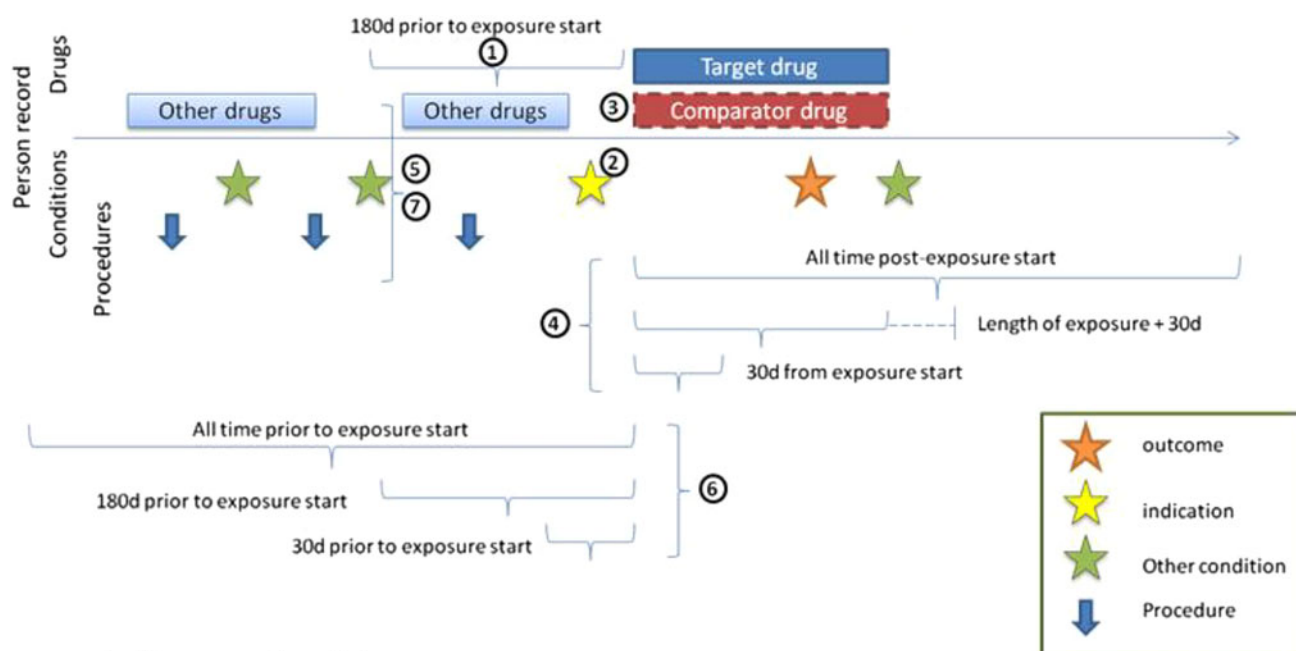 180d prior to exposure start
①
Person record
Drugs
Target drug
Other drugs
Other drugs
③
Comparator drug
Conditions
②
⑤
⑦
Procedures
All time post-exposure start
④
Length of exposure + 30d
30d from exposure start
All time prior to exposure start
⑥
180d prior to exposure start
30d prior to exposure start
outcome
indication
Other condition
Procedure